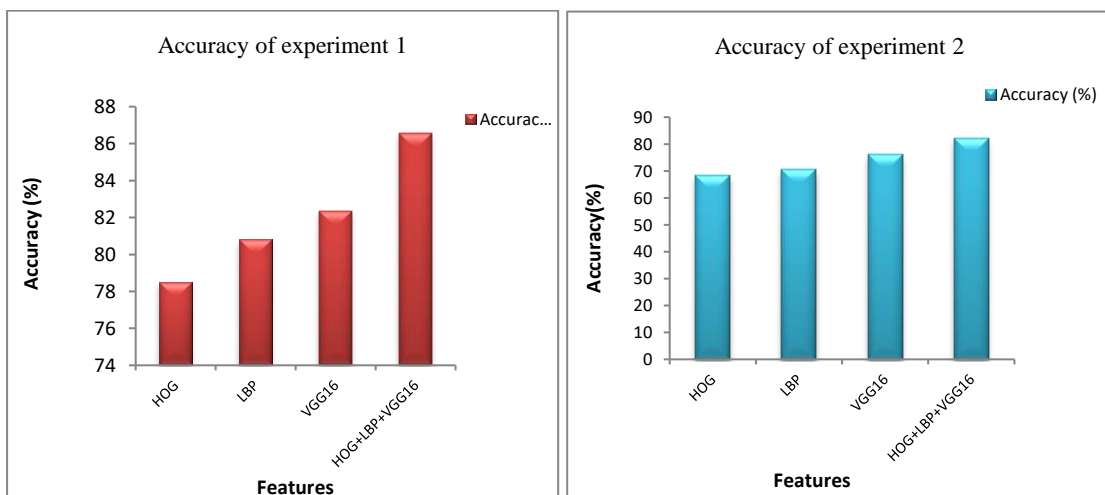 Accuracy of experiment 1
Accurac...
88
86
84
82
80
78
76
74
Accuracy (%)
HOG
LBP
VGG16
HOG+LBP+VGG16
Features
Accuracy of experiment 2
Accuracy (%)
90
80
70
60
50
40
30
20
10
0
Accuracy(%)
HOG
LBP
VGG16
HOG+LBP+VGG16
Features